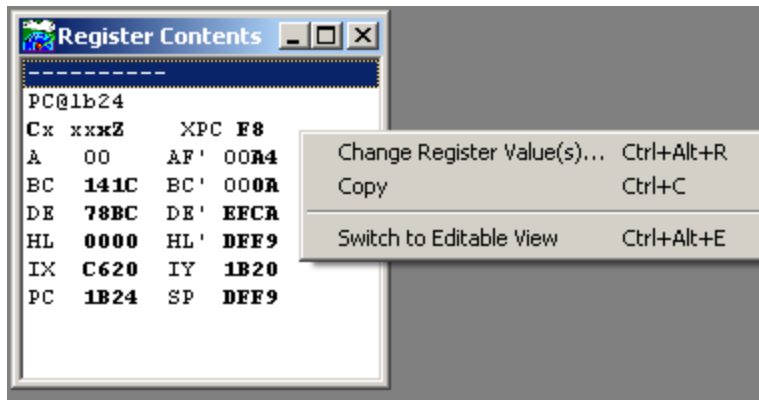 Register Contents
-----------
PC@1b24
Cx xxxZ XPC F8
A 00 AF' 00A4
BC 141C BC' 000A
DE 78BC DE' EFCA
HL 0000 HL' DFF9
IX C620 IY 1B20
PC 1B24 SP DFF9
Change Register Value(s)... Ctrl+Alt+R
Copy Ctrl+C
Switch to Editable View Ctrl+Alt+E